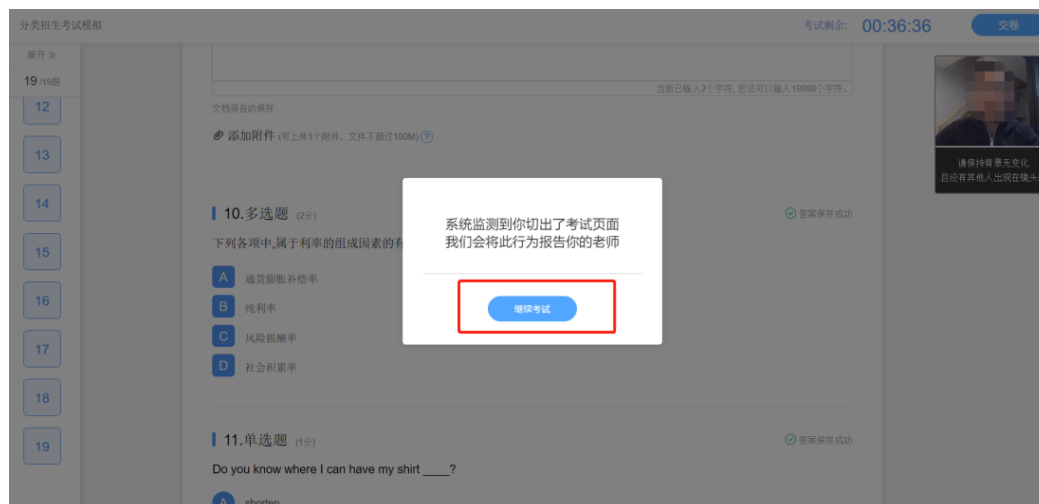 分类招生考试模拟
考试剩余: 00:36:36
交卷
展开 »
19 /19题
12
13
14
15
16
17
18
19
当前已输入2个字符, 您还可以输入19998个字符。
文档将自动保存
添加附件 (可上传1个附件，文件不超过100M) ?
请保持背景无变化
且没有其他人出现在镜头
10.多选题 (2分)
答案保存成功
下列各项中,属于利率的组成因素的有
A 通货膨胀补偿率
B 纯利率
C 风险报酬率
D 社会积累率
系统监测到你切出了考试页面
我们会将此行为报告你的老师
继续考试
11.单选题 (1分)
答案保存成功
Do you know where I can have my shirt ____?
A shorten